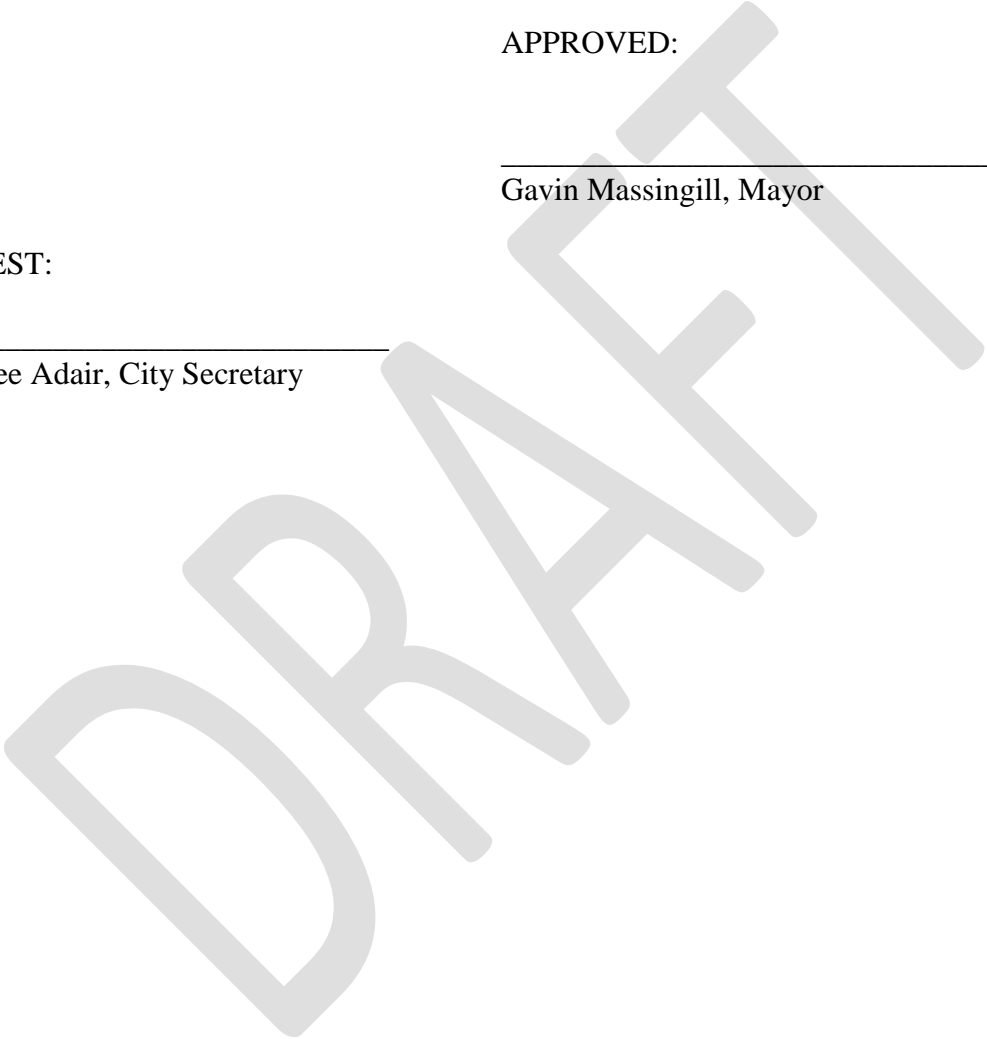 APPROVED:
Gavin Massingill, Mayor
EST:
ee Adair, City Secretary
DRAFT